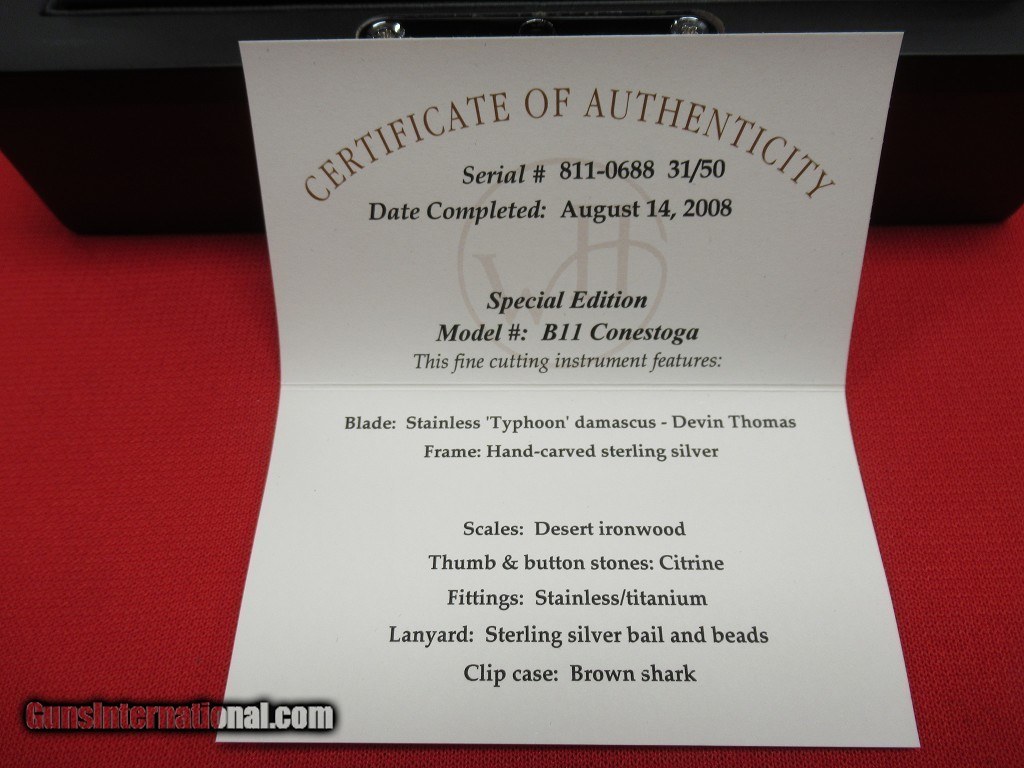 CERTIFICATE OF AUTHENTICITY
Serial # 811-0688 31/50
Date Completed: August 14, 2008
WH
Special Edition
Model #: B11 Conestoga
This fine cutting instrument features:
Blade: Stainless 'Typhoon' damascus - Devin Thomas
Frame: Hand-carved sterling silver
Scales: Desert ironwood
Thumb & button stones: Citrine
Fittings: Stainless/titanium
Lanyard: Sterling silver bail and beads
Clip case: Brown shark
GunsInternational.com